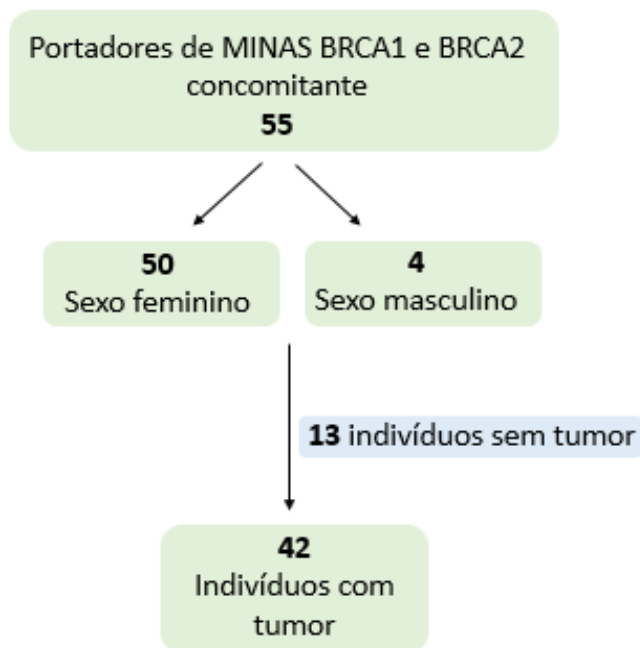 Portadores de MINAS BRCA1 e BRCA2
concomitante
55
50
Sexo feminino
4
Sexo masculino
13 indivíduos sem tumor
42
Indivíduos com
tumor